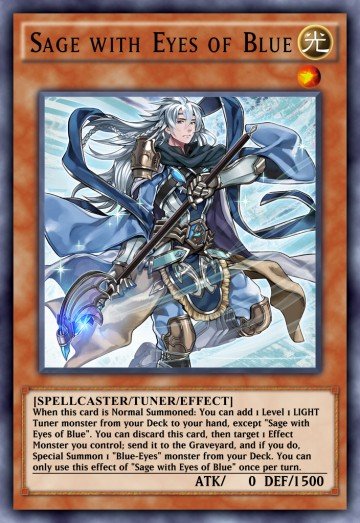 Sage with Eyes of Blue
光
[SPELLCASTER/TUNER/EFFECT]
When this card is Normal Summoned: You can add 1 Level 1 LIGHT
Tuner monster from your Deck to your hand, except "Sage with
Eyes of Blue". You can discard this card, then target 1 Effect
Monster you control; send it to the Graveyard, and if you do,
Special Summon 1 "Blue-Eyes" monster from your Deck. You can
only use this effect of "Sage with Eyes of Blue" once per turn.
ATK/ 0 DEF/1500